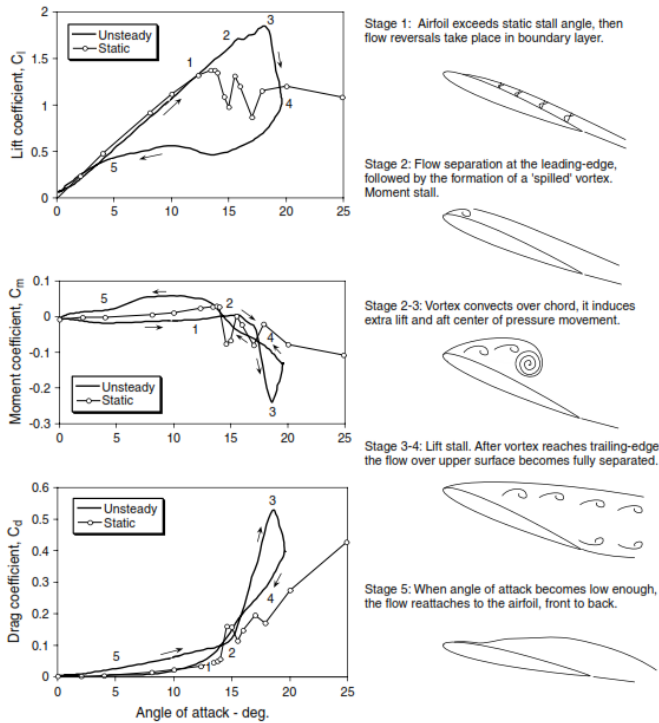 Lift coefficient, C_l
2
1.5
1
0.5
0
0
5
10
15
20
25
Unsteady
Static
1
2
3
4
5
Stage 1: Airfoil exceeds static stall angle, then
flow reversals take place in boundary layer.
Stage 2: Flow separation at the leading-edge,
followed by the formation of a 'spilled' vortex.
Moment stall.
Moment coefficient, C_m
0.1
0
-0.1
-0.2
-0.3
0
5
10
15
20
25
Unsteady
Static
5
1
2
4
3
Stage 2-3: Vortex convects over chord, it induces
extra lift and aft center of pressure movement.
Stage 3-4: Lift stall. After vortex reaches trailing-edge
the flow over upper surface becomes fully separated.
Drag coefficient, C_d
0.6
0.5
0.4
0.3
0.2
0.1
0
0
5
10
15
20
25
Unsteady
Static
3
4
5
1
2
Stage 5: When angle of attack becomes low enough,
the flow reattaches to the airfoil, front to back.
Angle of attack - deg.